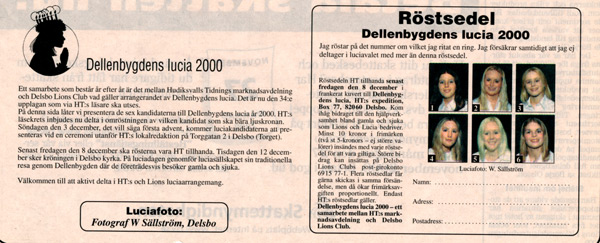 Dellenbygdens lucia 2000
Ett samarbete som består år efter år är det mellan Hudiksvalls Tidnings marknadsavdelning
och Delsbo Lions Club vad gäller arrangerandet av Dellenbygdens lucia. Det är nu den 34:e
upplagan som via HT:s läsare ska utses.
På denna sida låter vi presentera de sex kandidaterna till Dellenbygdens lucia år 2000. HT:s
läsekrets inbjudes nu delta i omröstningen av vilken kandidat som ska bära ljuskronan.
Söndagen den 3 december, det vill säga första advent, kommer luciakandidaterna att pre-
senteras vid en ceremoni utanför HT:s lokalredaktion på Torggatan 2 i Delsbo (Torget).
Senast fredagen den 8 december ska rösterna vara HT tillhanda. Tisdagen den 12 decem-
ber sker kröningen i Delsbo kyrka. På luciadagen genomför luciasällskapet sin traditionella
resa genom Dellenbygden där de företrädesvis besöker gamla och sjuka.
Välkommen till att aktivt delta i HT:s och Lions luciaarrangemang.
Luciafoto:
Fotograf W Sällström, Delsbo
Röstsedel
Dellenbygdens lucia 2000
Jag röstar på det nummer om vilket jag ritat en ring. Jag försäkrar samtidigt att jag ej
deltager i luciavalet med mer än denna röstsedel.
Röstsedeln HT tillhanda senast
fredagen den 8 december i
frankerat kuvert till Dellenbyg-
dens lucia, HT:s expedition,
Box 77, 82060 Delsbo. Kom
ihåg bidraget till den hjälpverk-
samhet bland gamla och sjuka
som Lions och Lucia bedriver.
Minst 10 kronor i frimärken
(två st 5-kronors – ej större va-
lörer) insändes med varje röstse-
del för att vara giltiga. Större bi-
drag kan insättas på Delsbo
Lions Clubs post-girokonto
6915 77-1. Flera röstsedlar får
gärna skickas i samma försän-
delse, men då ökar frimärksav-
giften proportionellt. Endast
HT:s röstsedlar gäller.
Dellenbygdens lucia 2000 – ett
samarbete mellan HT:s mark-
nadsavdelning och Delsbo
Lions Club.
1
2
3
4
5
6
Luciafoto: W. Sällström
Namn:
Adress:
Postadress: